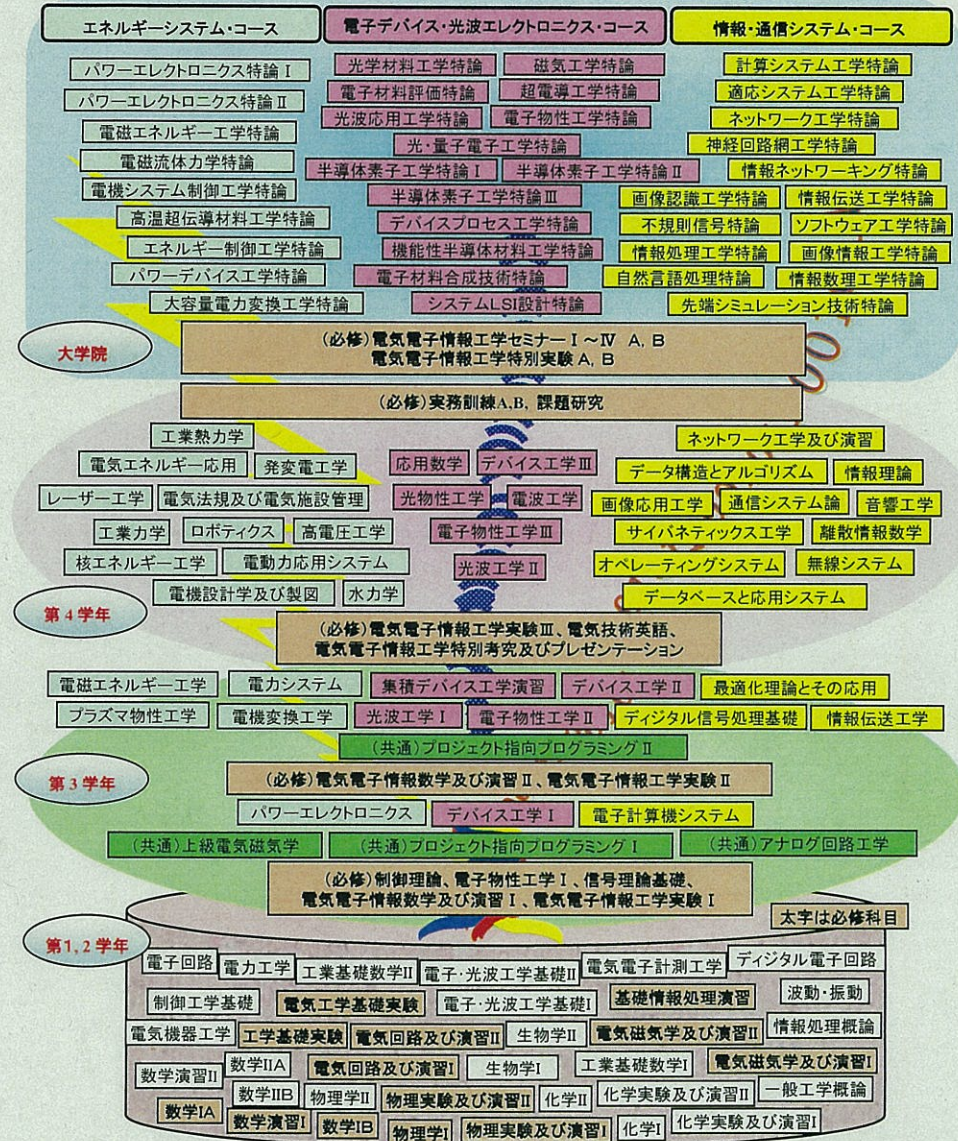 エネルギーシステム・コース
電子デバイス・光波エレクトロニクス・コース
情報・通信システム・コース
パワーエレクトロニクス特論Ⅰ
光学材料工学特論
磁気工学特論
計算システム工学特論
パワーエレクトロニクス特論Ⅱ
電子材料評価特論
超電導工学特論
適応システム工学特論
電磁エネルギー工学特論
光波応用工学特論
電子物性工学特論
ネットワーク工学特論
電磁流体力学特論
光・量子電子工学特論
神経回路網工学特論
電機システム制御工学特論
半導体素子工学特論Ⅰ
半導体素子工学特論Ⅱ
情報ネットワーキング特論
高温超伝導材料工学特論
半導体素子工学特論Ⅲ
画像認識工学特論
情報伝送工学特論
エネルギー制御工学特論
デバイスプロセス工学特論
不規則信号特論
ソフトウェア工学特論
パワーデバイス工学特論
機能性半導体材料工学特論
情報処理工学特論
画像情報工学特論
大容量電力変換工学特論
電子材料合成技術特論
自然言語処理特論
情報数理工学特論
システムLSI設計特論
先端シミュレーション技術特論
大学院
(必修)電気電子情報工学セミナーⅠ～Ⅳ A, B
電気電子情報工学特別実験 A, B
(必修)実務訓練A,B, 課題研究
工業熱力学
ネットワーク工学及び演習
電気エネルギー応用
発変電工学
応用数学
デバイス工学Ⅲ
データ構造とアルゴリズム
情報理論
レーザー工学
電気法規及び電気施設管理
光物性工学
電波工学
画像応用工学
通信システム論
音響工学
工業力学
ロボティクス
高電圧工学
電子物性工学Ⅲ
サイバネティックス工学
離散情報数学
核エネルギー工学
電動力応用システム
光波工学Ⅱ
オペレーティングシステム
無線システム
電機設計学及び製図
水力学
データベースと応用システム
第4学年
(必修)電気電子情報工学実験Ⅲ、電気技術英語、
電気電子情報工学特別考究及びプレゼンテーション
電磁エネルギー工学
電力システム
集積デバイス工学演習
デバイス工学Ⅱ
最適化理論とその応用
プラズマ物性工学
電機変換工学
光波工学Ⅰ
電子物性工学Ⅱ
ディジタル信号処理基礎
情報伝送工学
(共通)プロジェクト指向プログラミングⅡ
第3学年
(必修)電気電子情報数学及び演習Ⅱ、電気電子情報工学実験Ⅱ
パワーエレクトロニクス
デバイス工学Ⅰ
電子計算機システム
(共通)上級電気磁気学
(共通)プロジェクト指向プログラミングⅠ
(共通)アナログ回路工学
(必修)制御理論、電子物性工学Ⅰ、信号理論基礎、
電気電子情報数学及び演習Ⅰ、電気電子情報工学実験Ⅰ
太字は必修科目
第1, 2学年
電子回路
電力工学
工業基礎数学II
電子・光波工学基礎II
電気電子計測工学
ディジタル電子回路
制御工学基礎
電気工学基礎実験
電子・光波工学基礎I
基礎情報処理演習
波動・振動
電気機器工学
工学基礎実験
電気回路及び演習II
生物学II
電気磁気学及び演習II
情報処理概論
数学演習II
数学IIA
電気回路及び演習I
生物学I
工業基礎数学I
電気磁気学及び演習I
数学IIB
物理学II
物理実験及び演習II
化学II
化学実験及び演習II
一般工学概論
数学IA
数学演習I
数学IB
物理学I
物理実験及び演習I
化学I
化学実験及び演習I